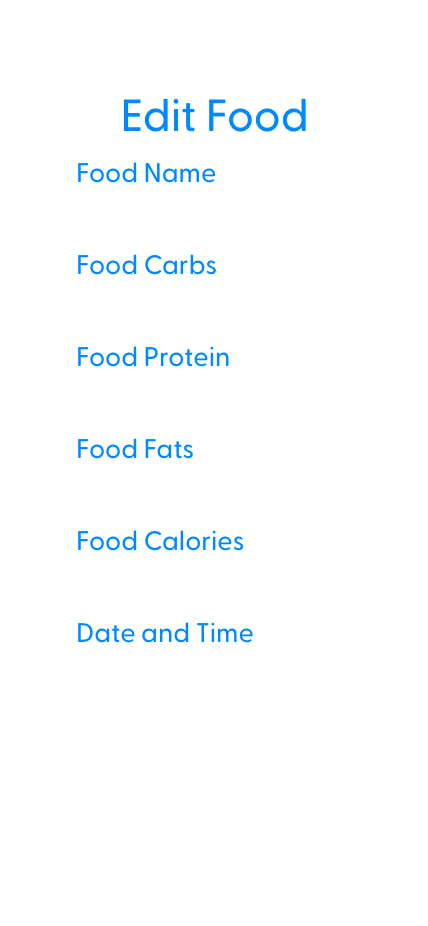 Edit Food
Food Name
Food Carbs
Food Protein
Food Fats
Food Calories
Date and Time